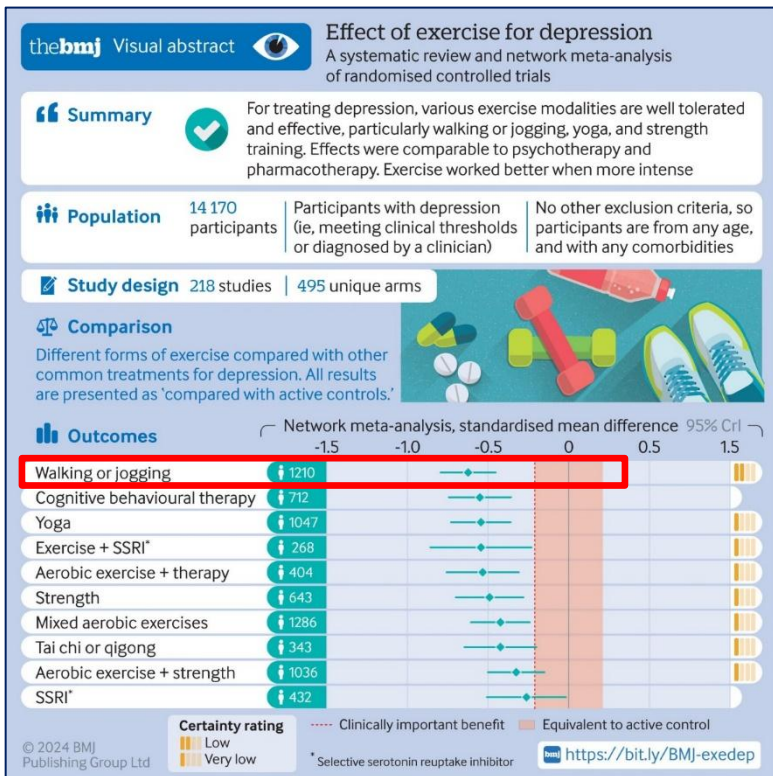 thebmj Visual abstract
Effect of exercise for depression
A systematic review and network meta-analysis
of randomised controlled trials
Summary
For treating depression, various exercise modalities are well tolerated
and effective, particularly walking or jogging, yoga, and strength
training. Effects were comparable to psychotherapy and
pharmacotherapy. Exercise worked better when more intense
Population
14 170
participants
Participants with depression
(ie, meeting clinical thresholds
or diagnosed by a clinician)
No other exclusion criteria, so
participants are from any age,
and with any comorbidities
Study design 218 studies 495 unique arms
Comparison
Different forms of exercise compared with other
common treatments for depression. All results
are presented as 'compared with active controls.'
Outcomes
Network meta-analysis, standardised mean difference 95% CrI
-1.5 -1.0 -0.5 0 0.5 1.5
Walking or jogging 1210
Cognitive behavioural therapy 712
Yoga 1047
Exercise + SSRI* 268
Aerobic exercise + therapy 404
Strength 643
Mixed aerobic exercises 1286
Tai chi or qigong 343
Aerobic exercise + strength 1036
SSRI* 432
© 2024 BMJ
Publishing Group Ltd
Certainty rating
Low
Very low
Clinically important benefit
Equivalent to active control
* Selective serotonin reuptake inhibitor
bmj https://bit.ly/BMJ-exedep